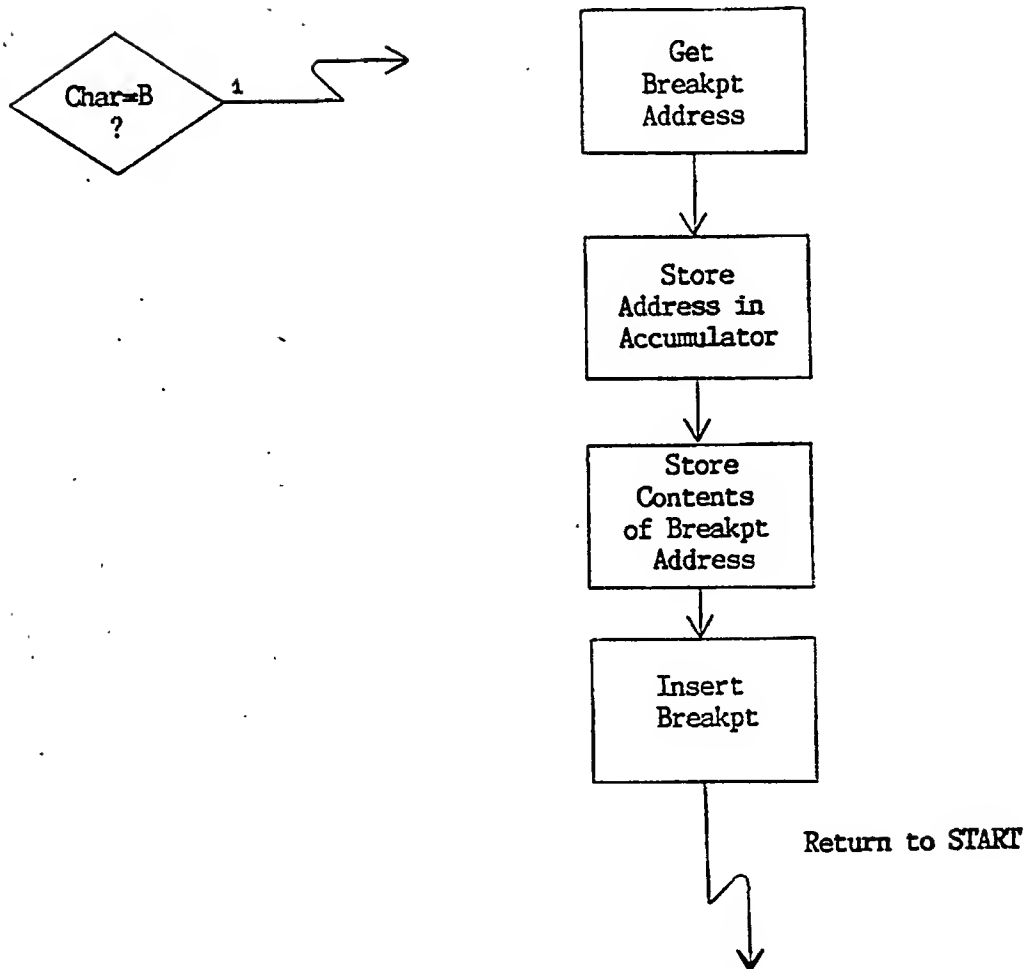 Char=B
?
1
Get
Breakpt
Address
Store
Address in
Accumulator
Store
Contents
of Breakpt
Address
Insert
Breakpt
Return to START